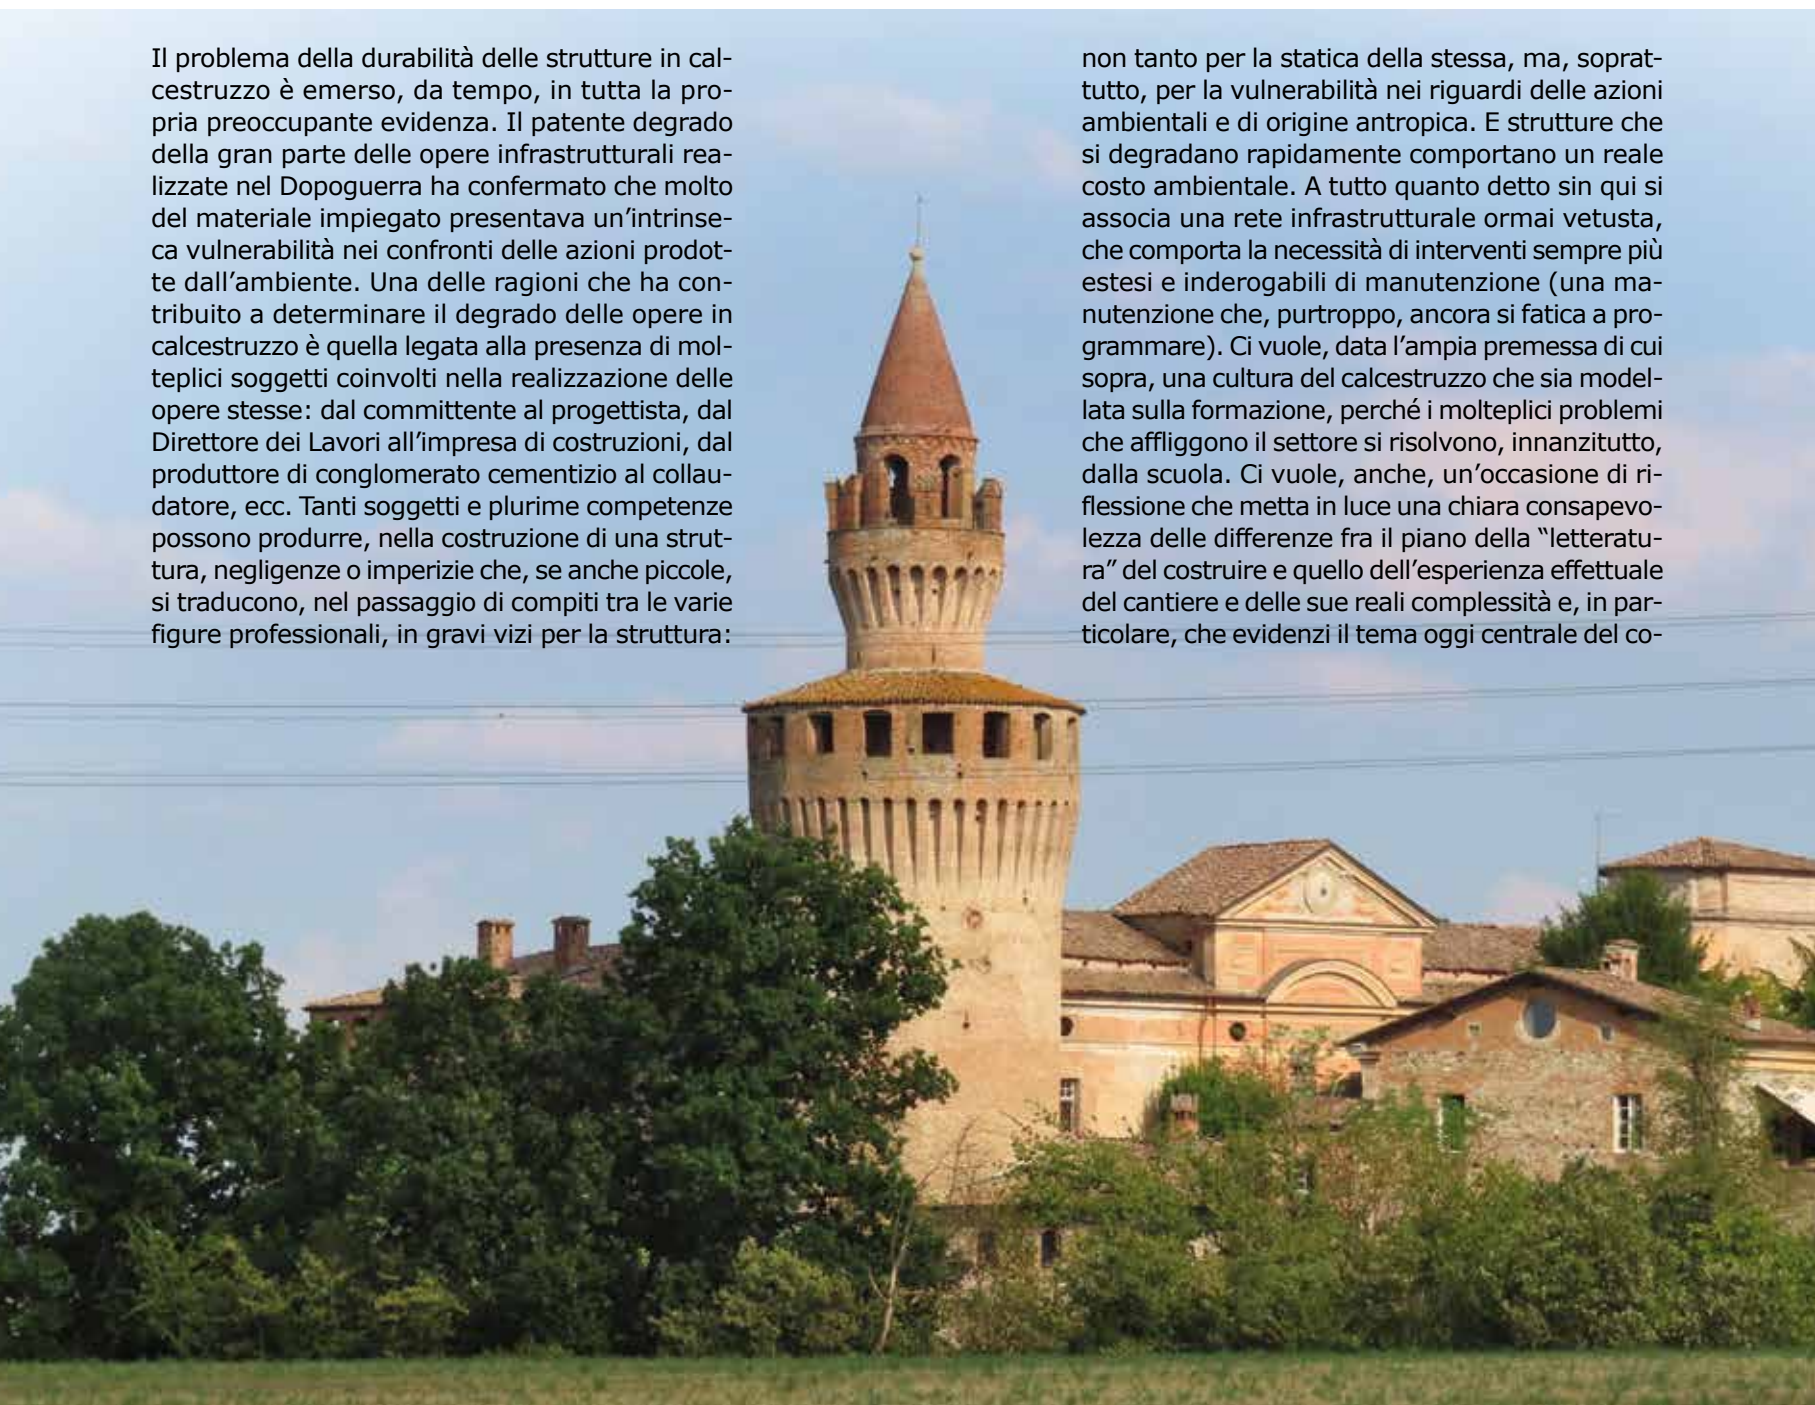 Il problema della durabilità delle strutture in cal-
cestruzzo è emerso, da tempo, in tutta la pro-
pria preoccupante evidenza. Il patente degrado
della gran parte delle opere infrastrutturali rea-
lizzate nel Dopoguerra ha confermato che molto
del materiale impiegato presentava un’intrinse-
ca vulnerabilità nei confronti delle azioni prodot-
te dall’ambiente. Una delle ragioni che ha con-
tribuito a determinare il degrado delle opere in
calcestruzzo è quella legata alla presenza di mol-
teplici soggetti coinvolti nella realizzazione delle
opere stesse: dal committente al progettista, dal
Direttore dei Lavori all’impresa di costruzioni, dal
produttore di conglomerato cementizio al collau-
datore, ecc. Tanti soggetti e plurime competenze
possono produrre, nella costruzione di una strut-
tura, negligenze o imperizie che, se anche piccole,
si traducono, nel passaggio di compiti tra le varie
figure professionali, in gravi vizi per la struttura:
non tanto per la statica della stessa, ma, soprat-
tutto, per la vulnerabilità nei riguardi delle azioni
ambientali e di origine antropica. E strutture che
si degradano rapidamente comportano un reale
costo ambientale. A tutto quanto detto sin qui si
associa una rete infrastrutturale ormai vetusta,
che comporta la necessità di interventi sempre più
estesi e inderogabili di manutenzione (una ma-
nutenzione che, purtroppo, ancora si fatica a pro-
grammare). Ci vuole, data l’ampia premessa di cui
sopra, una cultura del calcestruzzo che sia model-
lata sulla formazione, perché i molteplici problemi
che affliggono il settore si risolvono, innanzitutto,
dalla scuola. Ci vuole, anche, un’occasione di ri-
flessione che metta in luce una chiara consapevo-
lezza delle differenze fra il piano della “letteratu-
ra” del costruire e quello dell’esperienza effettuale
del cantiere e delle sue reali complessità e, in par-
ticolare, che evidenzi il tema oggi centrale del co-